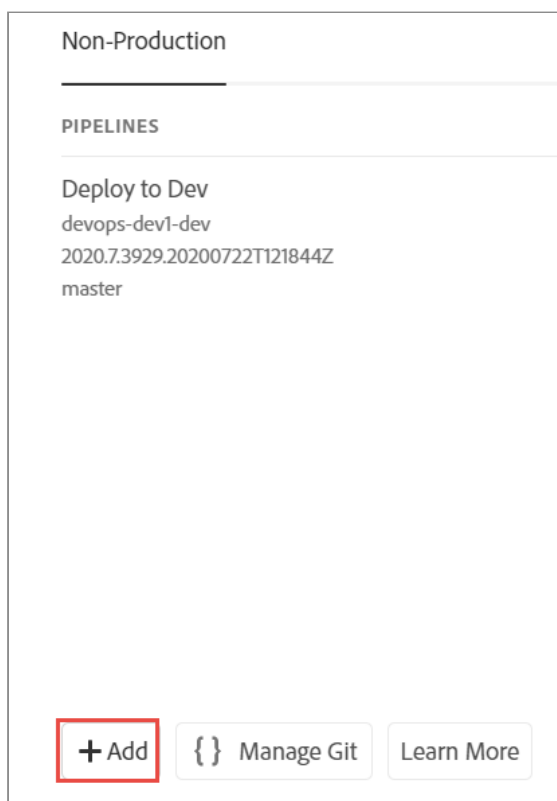 Non-Production
PIPELINES
Deploy to Dev
devops-dev1-dev
2020.7.3929.20200722T121844Z
master
+ Add { } Manage Git Learn More